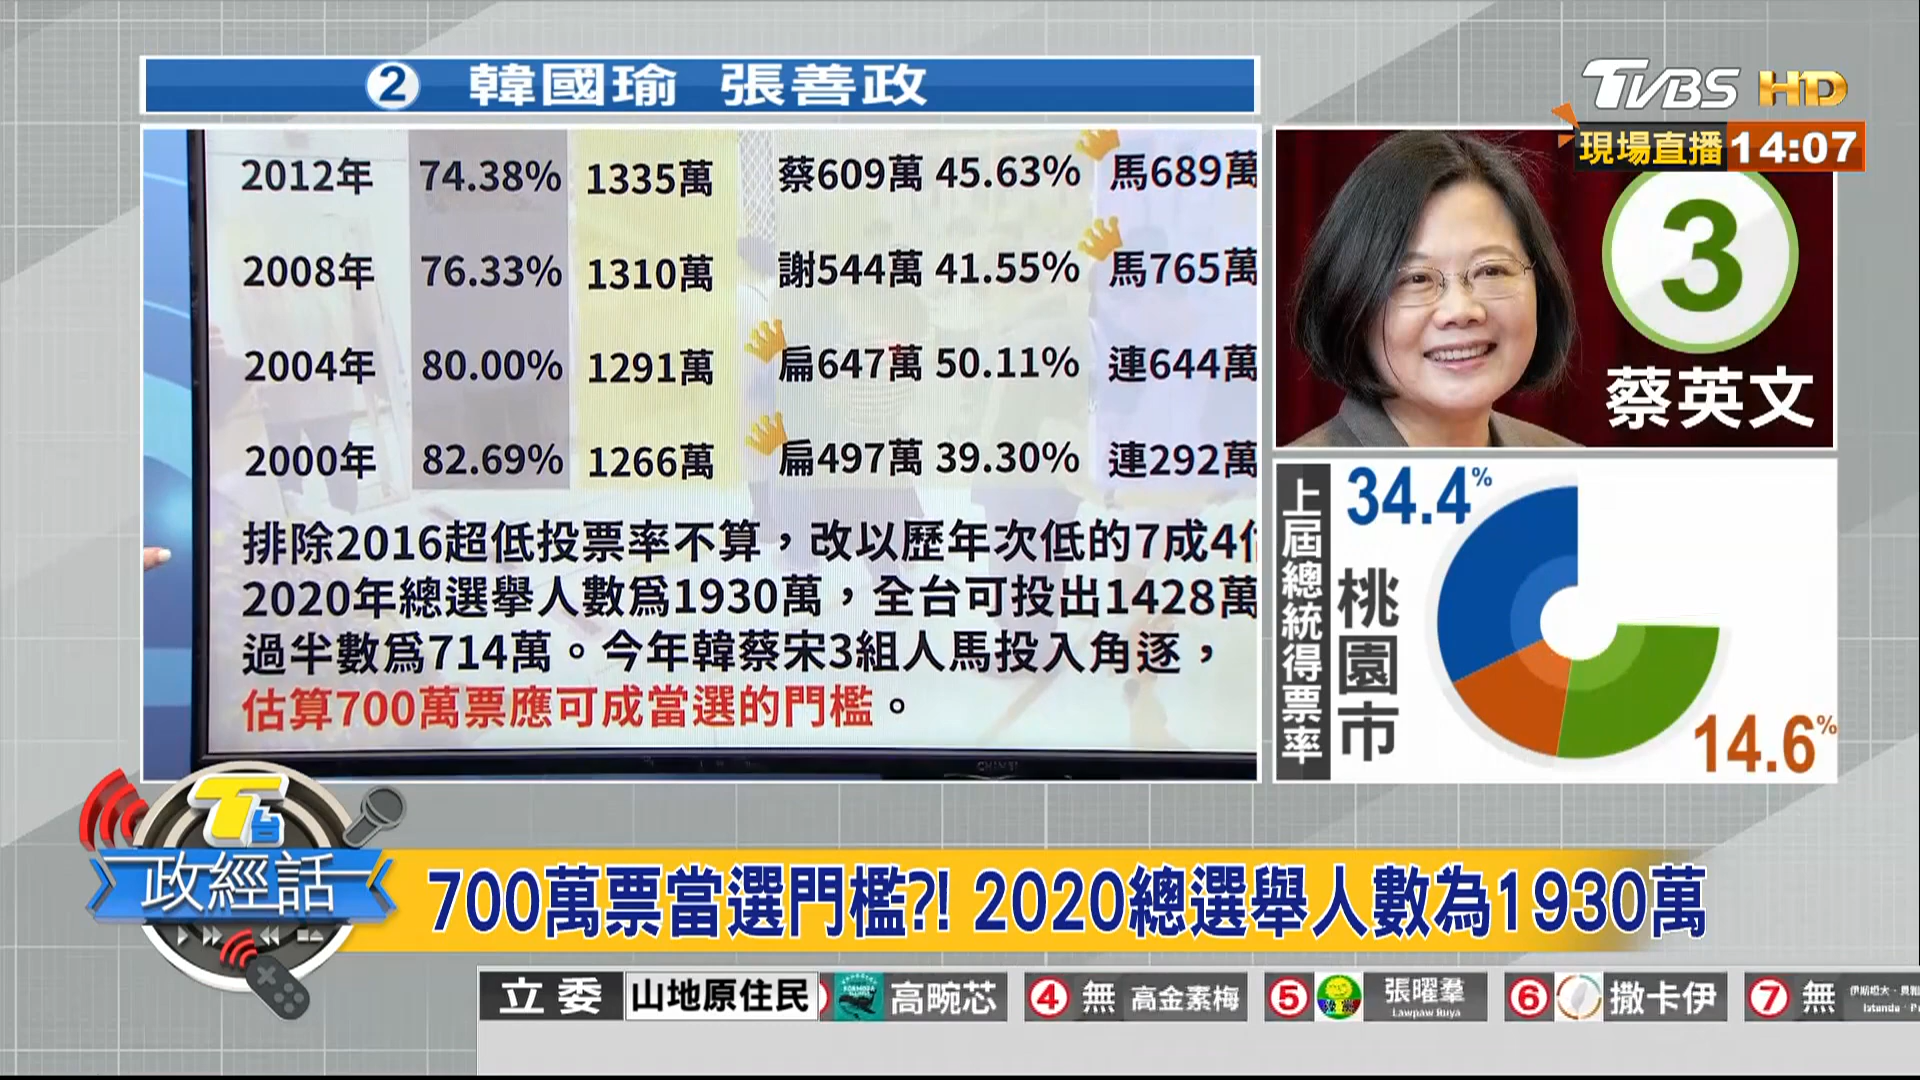 ② 韓國瑜 張善政
TVBS HD
現場直播 14:07
2012年 74.38% 1335萬 蔡609萬 45.63% 馬689萬
2008年 76.33% 1310萬 謝544萬 41.55% 馬765萬
2004年 80.00% 1291萬 扁647萬 50.11% 連644萬
2000年 82.69% 1266萬 扁497萬 39.30% 連292萬
排除2016超低投票率不算，改以歷年次低的7成4
2020年總選舉人數為1930萬，全台可投出1428萬
過半數為714萬。今年韓蔡宋3組人馬投入角逐，
估算700萬票應可成當選的門檻。
3
蔡英文
上屆總統得票率
桃園市
34.4%
14.6%
T台
政經話
700萬票當選門檻?! 2020總選舉人數為1930萬
立委 山地原住民 高畹芯 ④ 無 高金素梅 ⑤ 張曜羣 Lawpaw Buya ⑥ 撒卡伊 ⑦ 無